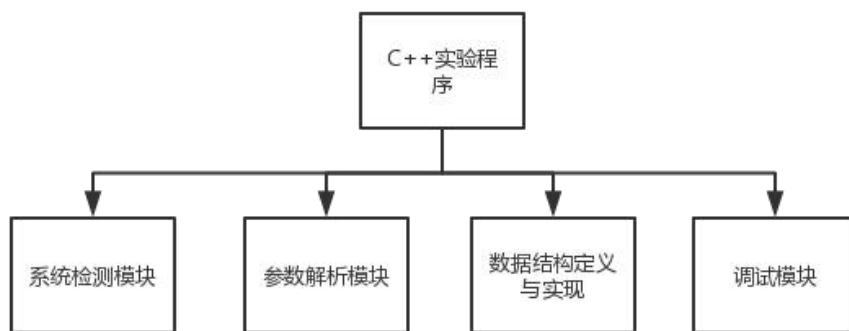 C++实验程
序
系统检测模块
参数解析模块
数据结构定义
与实现
调试模块